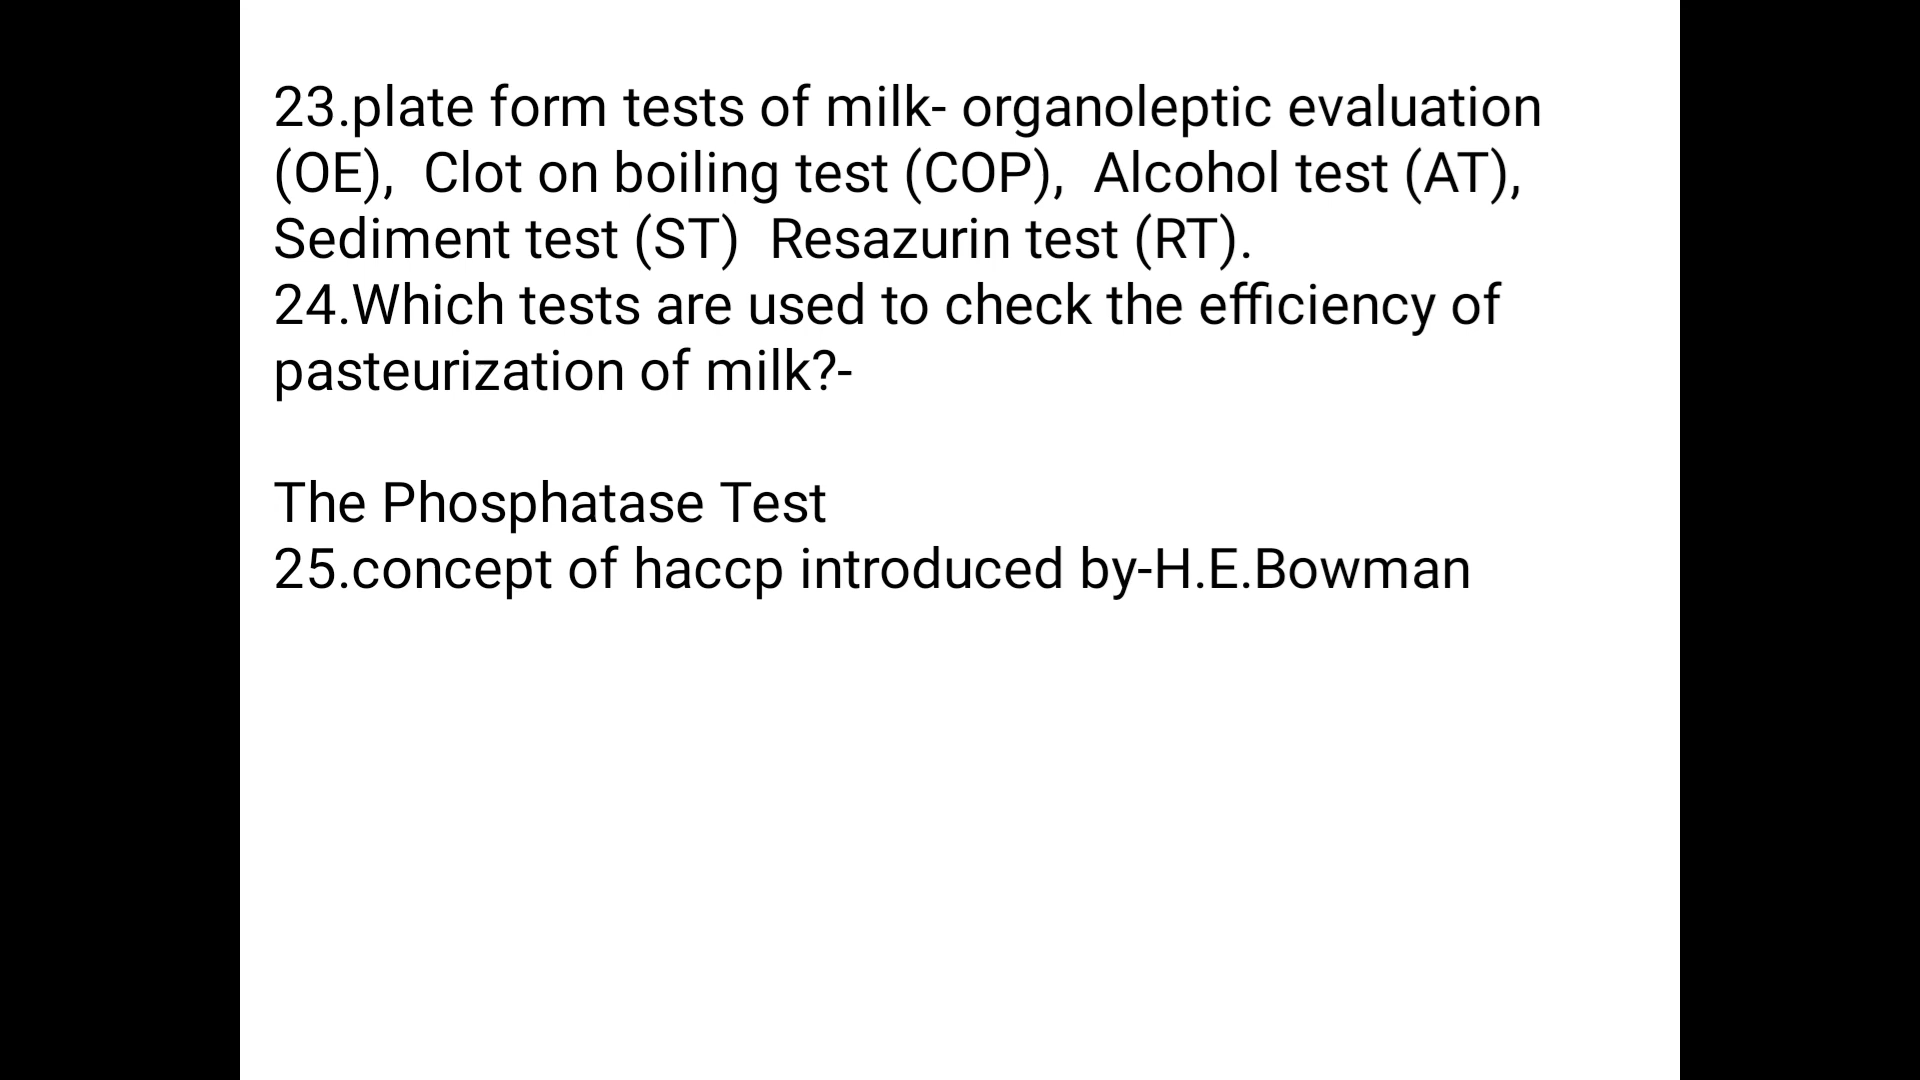 23.plate form tests of milk- organoleptic evaluation
(OE),  Clot on boiling test (COP),  Alcohol test (AT),
Sediment test (ST)  Resazurin test (RT).
24.Which tests are used to check the efficiency of
pasteurization of milk?-
The Phosphatase Test
25.concept of haccp introduced by-H.E.Bowman